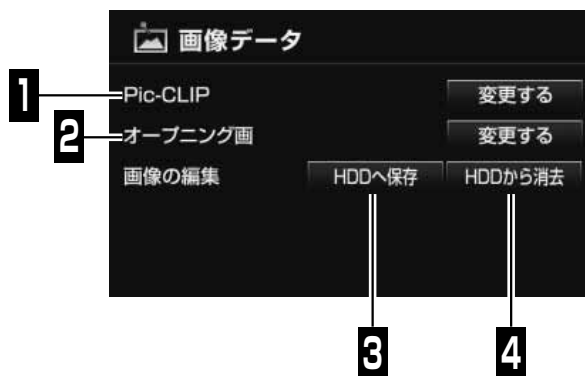 画像データ
1
Pic-CLIP 変更する
2
オープニング画 変更する
画像の編集 HDDへ保存 HDDから消去
3 4